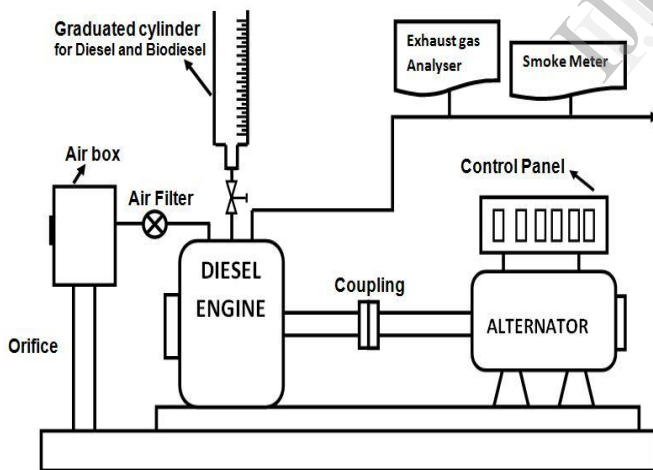 Graduated cylinder
for Diesel and Biodiesel
Exhaust gas
Analyser
Smoke Meter
Air box
Air Filter
Control Panel
DIESEL
ENGINE
Coupling
ALTERNATOR
Orifice